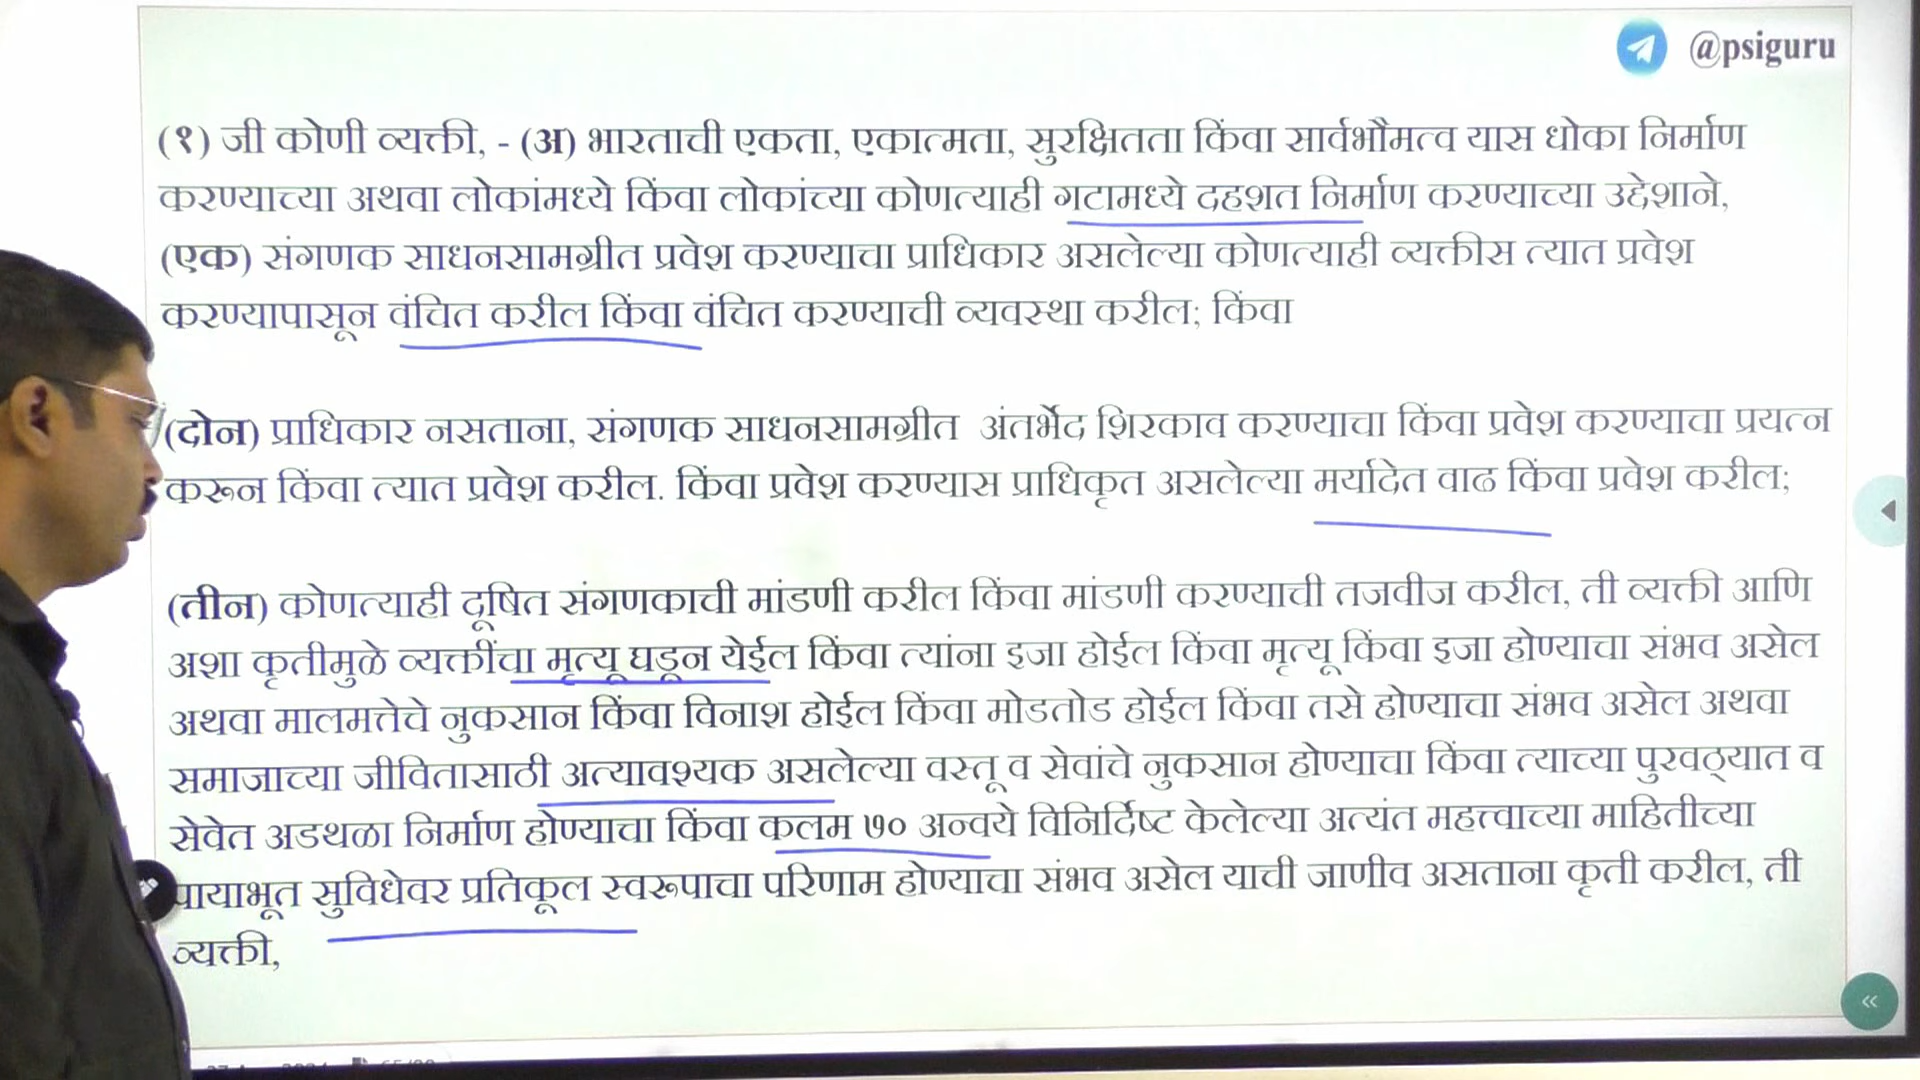 @psiguru
(१) जी कोणी व्यक्ती, - (अ) भारताची एकता, एकात्मता, सुरक्षितता किंवा सार्वभौमत्व यास धोका निर्माण
करण्याच्या अथवा लोकांमध्ये किंवा लोकांच्या कोणत्याही गटामध्ये दहशत निर्माण करण्याच्या उद्देशाने,
(एक) संगणक साधनसामग्रीत प्रवेश करण्याचा प्राधिकार असलेल्या कोणत्याही व्यक्तीस त्यात प्रवेश
करण्यापासून वंचित करील किंवा वंचित करण्याची व्यवस्था करील; किंवा
(दोन) प्राधिकार नसताना, संगणक साधनसामग्रीत अंतर्भेद शिरकाव करण्याचा किंवा प्रवेश करण्याचा प्रयत्न
करून किंवा त्यात प्रवेश करील. किंवा प्रवेश करण्यास प्राधिकृत असलेल्या मर्यादेत वाढ किंवा प्रवेश करील;
(तीन) कोणत्याही दूषित संगणकाची मांडणी करील किंवा मांडणी करण्याची तजवीज करील, ती व्यक्ती आणि
अशा कृतीमुळे व्यक्तींचा मृत्यू घडून येईल किंवा त्यांना इजा होईल किंवा मृत्यू किंवा इजा होण्याचा संभव असेल
अथवा मालमत्तेचे नुकसान किंवा विनाश होईल किंवा मोडतोड होईल किंवा तसे होण्याचा संभव असेल अथवा
समाजाच्या जीवितासाठी अत्यावश्यक असलेल्या वस्तू व सेवांचे नुकसान होण्याचा किंवा त्याच्या पुरवठ्यात व
सेवेत अडथळा निर्माण होण्याचा किंवा कलम ७० अन्वये विनिर्दिष्ट केलेल्या अत्यंत महत्त्वाच्या माहितीच्या
पायाभूत सुविधेवर प्रतिकूल स्वरूपाचा परिणाम होण्याचा संभव असेल याची जाणीव असताना कृती करील, ती
व्यक्ती,